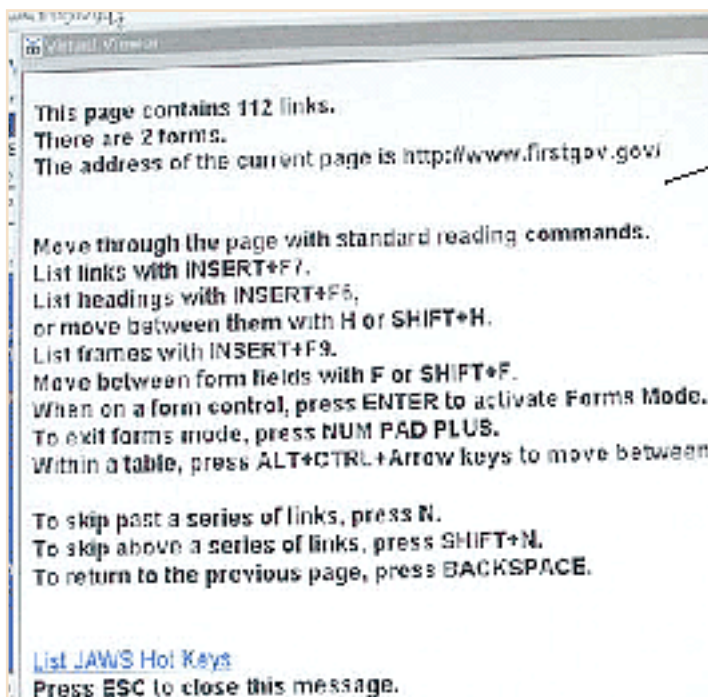 Virtual Viewer
This page contains 112 links.
There are 2 forms.
The address of the current page is http://www.firstgov.gov/
Move through the page with standard reading commands.
List links with INSERT+F7.
List headings with INSERT+F6,
or move between them with H or SHIFT+H.
List frames with INSERT+F9.
Move between form fields with F or SHIFT+F.
When on a form control, press ENTER to activate Forms Mode.
To exit forms mode, press NUM PAD PLUS.
Within a table, press ALT+CTRL+Arrow keys to move between
To skip past a series of links, press N.
To skip above a series of links, press SHIFT+N.
To return to the previous page, press BACKSPACE.
List JAWS Hot Keys
Press ESC to close this message.